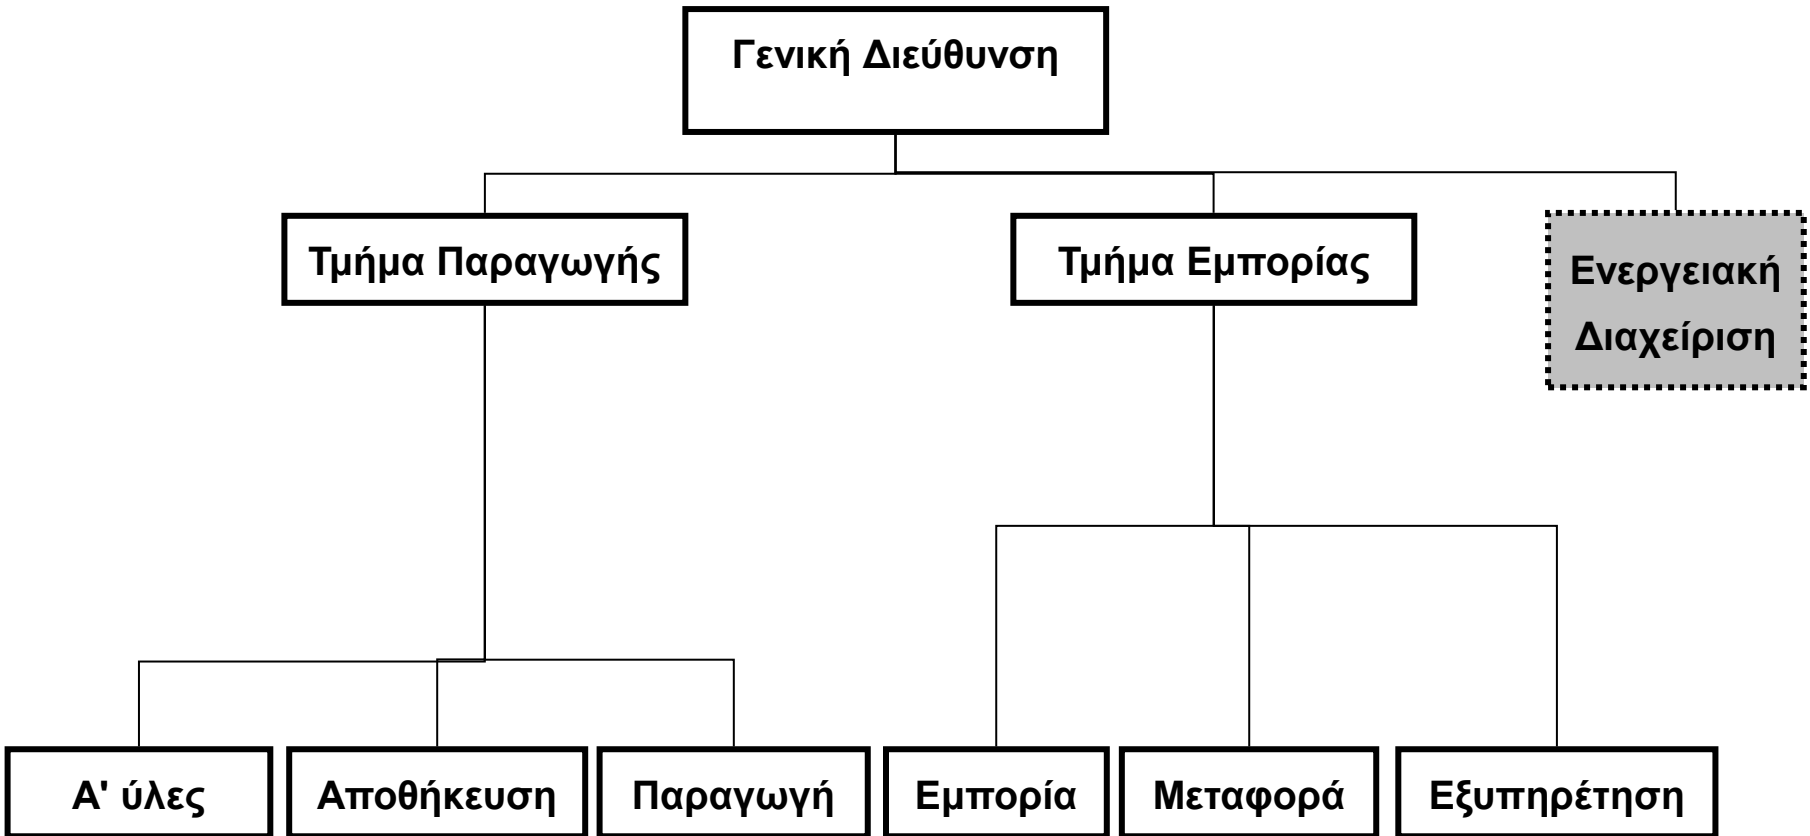 Γενική Διεύθυνση
Τμήμα Παραγωγής
Τμήμα Εμπορίας
Ενεργειακή
Διαχείριση
Α' ύλες
Αποθήκευση
Παραγωγή
Εμπορία
Μεταφορά
Εξυπηρέτηση